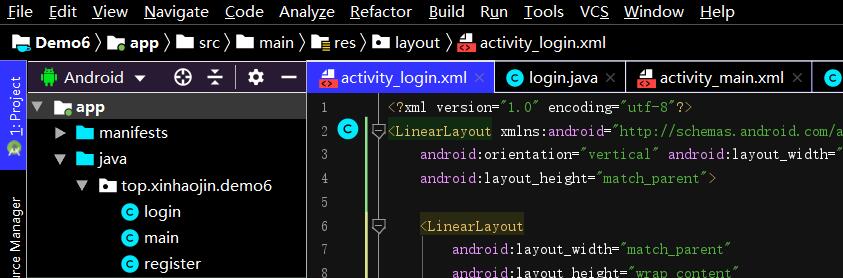 File Edit View Navigate Code Analyze Refactor Build Run Tools VCS Window Help
Demo6 app src main res layout activity_login.xml
1: Project
Android
activity_login.xml
login.java
activity_main.xml
app
manifests
java
top.xinhaojin.demo6
login
main
register
source Manager
1 <?xml version="1.0" encoding="utf-8"?>
2 <LinearLayout xmlns:android="http://schemas.android.com/a
3 android:orientation="vertical" android:layout_width="
4 android:layout_height="match_parent">
5
6 <LinearLayout
7 android:layout_width="match_parent"
8 android:layout_height="wrap_content"